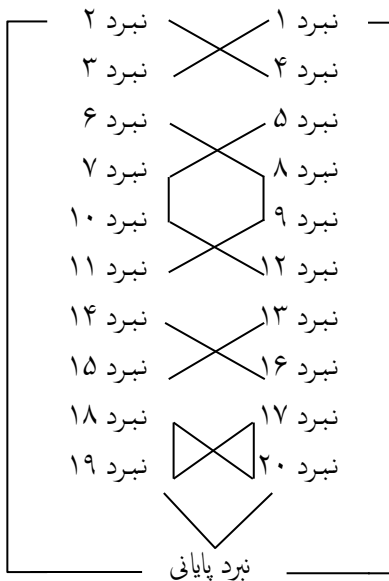 نبرد ۱ نبرد ۲
نبرد ۴ نبرد ۳
نبرد ۵ نبرد ۶
نبرد ۸ نبرد ۷
نبرد ۹ نبرد ۱۰
نبرد ۱۲ نبرد ۱۱
نبرد ۱۳ نبرد ۱۴
نبرد ۱۶ نبرد ۱۵
نبرد ۱۷ نبرد ۱۸
نبرد ۲۰ نبرد ۱۹
نبرد پایانی